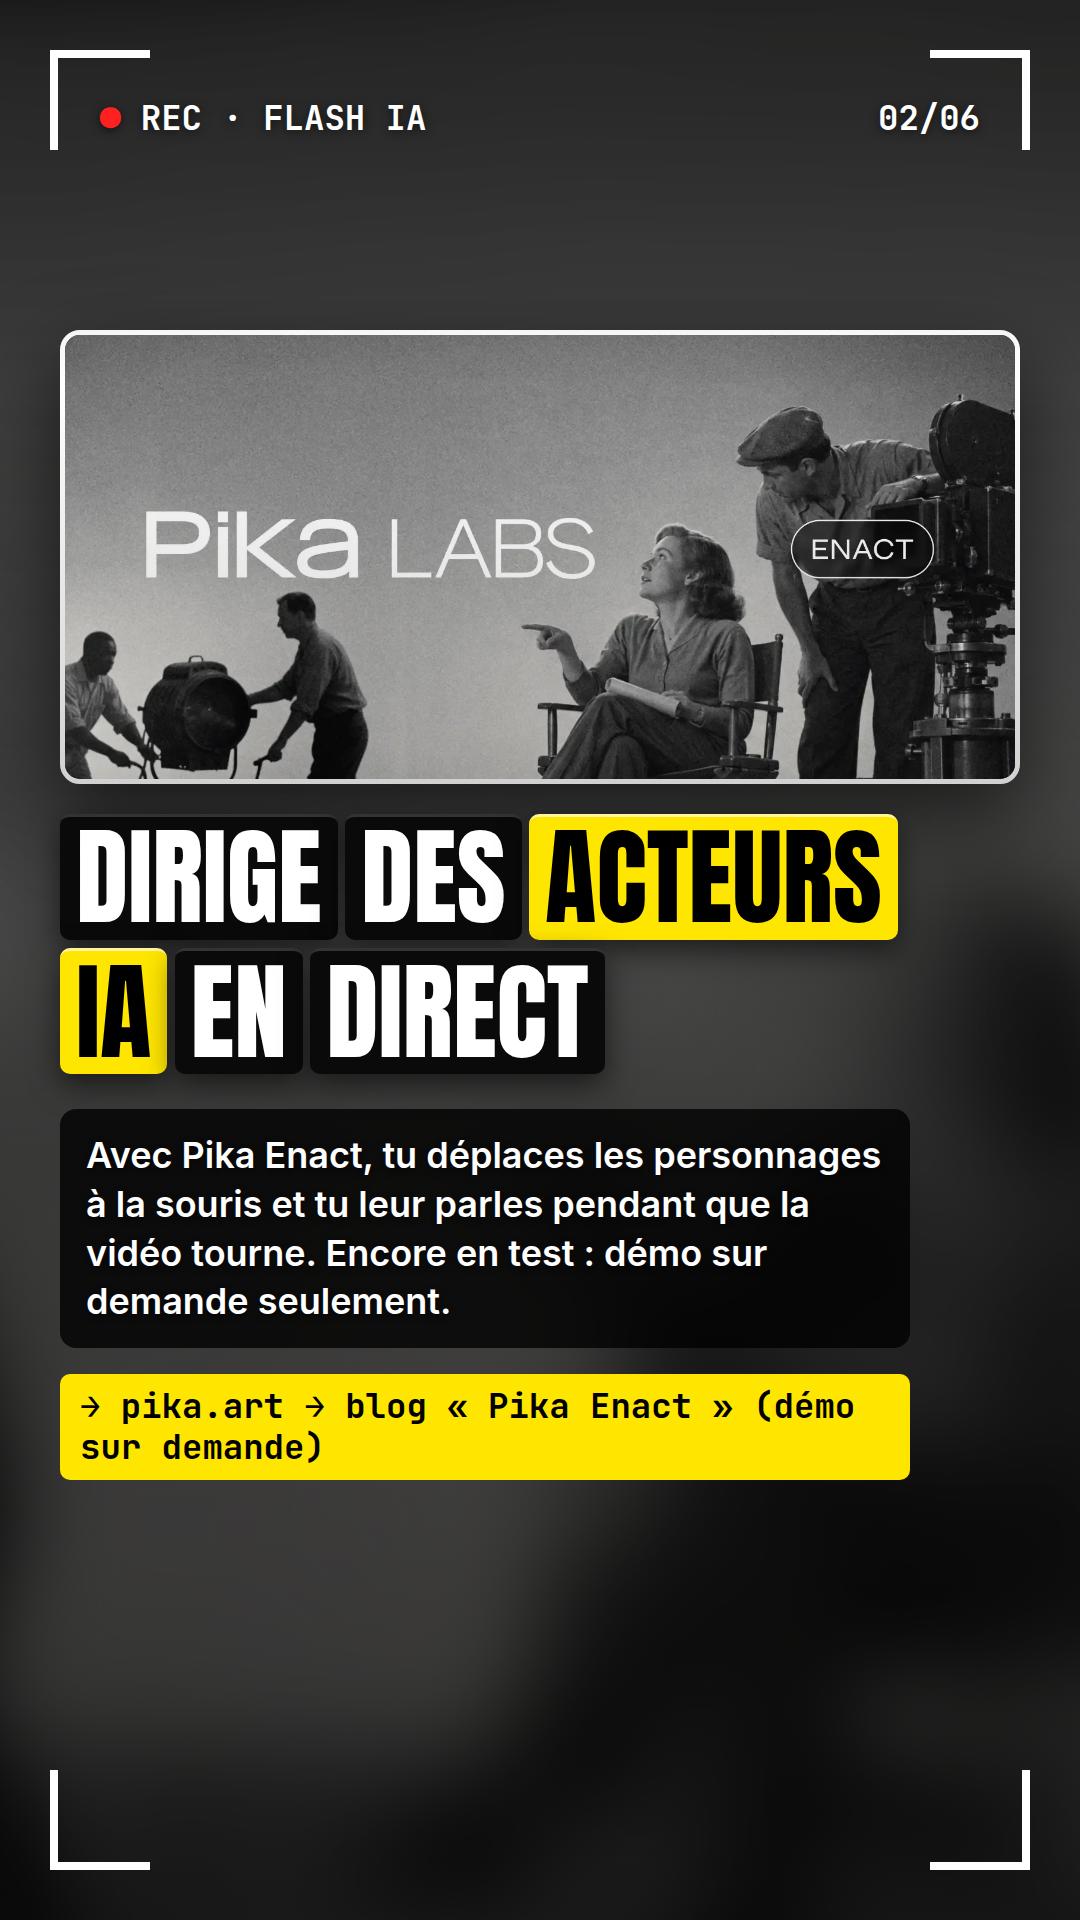 REC · FLASH IA
02/06
Pika LABS
ENACT
DIRIGE DES ACTEURS
IA EN DIRECT
Avec Pika Enact, tu déplaces les personnages
à la souris et tu leur parles pendant que la
vidéo tourne. Encore en test : démo sur
demande seulement.
→ pika.art → blog « Pika Enact » (démo
sur demande)